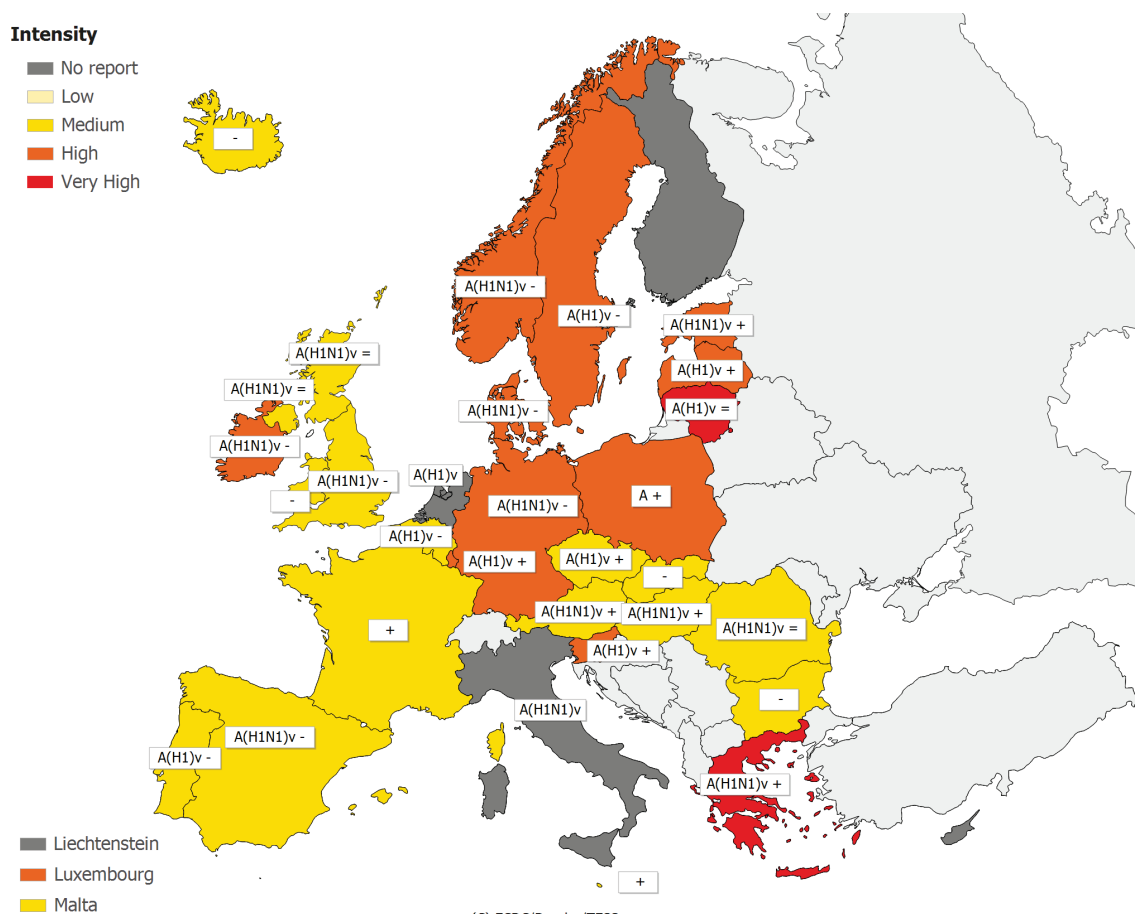 Intensity
No report
Low
Medium
High
Very High
-
A(H1N1)v -
A(H1)v -
A(H1N1)v +
A(H1)v +
A(H1)v =
A(H1N1)v =
A(H1N1)v =
A(H1N1)v -
A(H1N1)v -
A(H1N1)v -
-
A(H1)v
A(H1N1)v -
A +
A(H1)v -
A(H1)v +
A(H1)v +
-
A(H1N1)v +
A(H1N1)v +
A(H1N1)v =
+
A(H1)v +
-
A(H1N1)v
A(H1N1)v -
A(H1)v -
A(H1N1)v +
+
Liechtenstein
Luxembourg
Malta